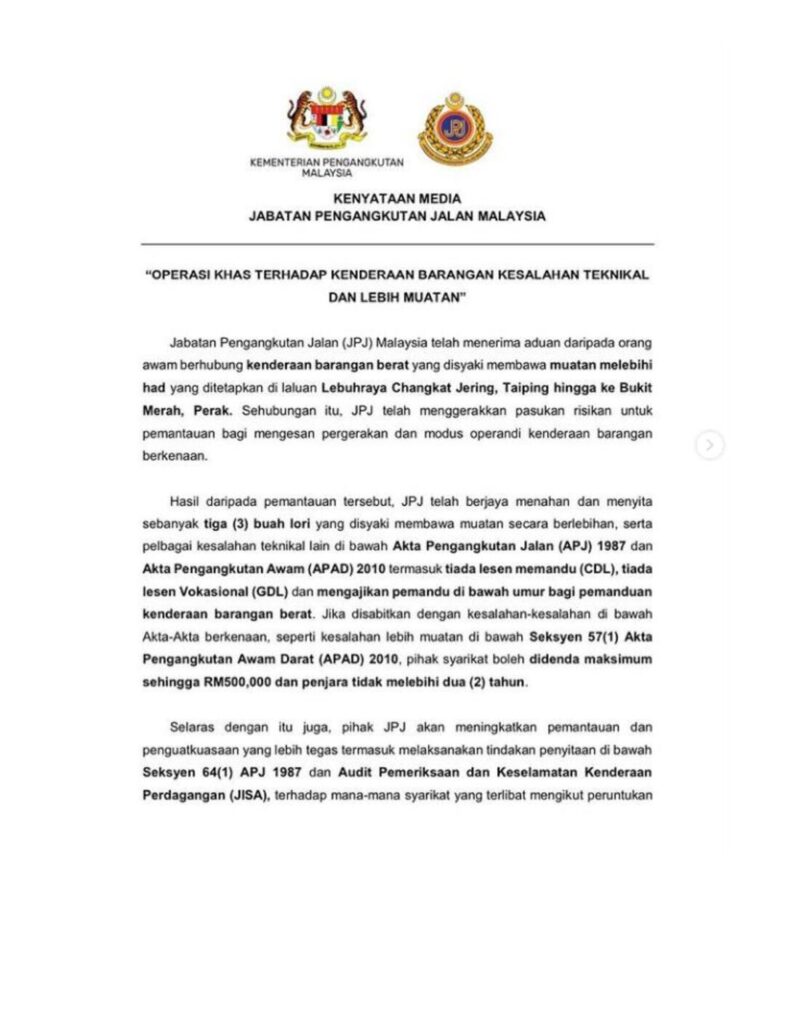 KEMENTERIAN PENGANGKUTAN
MALAYSIA
JPJ
KENYATAAN MEDIA
JABATAN PENGANGKUTAN JALAN MALAYSIA
“OPERASI KHAS TERHADAP KENDERAAN BARANGAN KESALAHAN TEKNIKAL
DAN LEBIH MUATAN”
Jabatan Pengangkutan Jalan (JPJ) Malaysia telah menerima aduan daripada orang
awam berhubung kenderaan barangan berat yang disyaki membawa muatan melebihi
had yang ditetapkan di laluan Lebuhraya Changkat Jering, Taiping hingga ke Bukit
Merah, Perak. Sehubungan itu, JPJ telah menggerakkan pasukan risikan untuk
pemantauan bagi mengesan pergerakan dan modus operandi kenderaan barangan
berkenaan.
Hasil daripada pemantauan tersebut, JPJ telah berjaya menahan dan menyita
sebanyak tiga (3) buah lori yang disyaki membawa muatan secara berlebihan, serta
pelbagai kesalahan teknikal lain di bawah Akta Pengangkutan Jalan (APJ) 1987 dan
Akta Pengangkutan Awam (APAD) 2010 termasuk tiada lesen memandu (CDL), tiada
lesen Vokasional (GDL) dan mengajikan pemandu di bawah umur bagi pemanduan
kenderaan barangan berat. Jika disabitkan dengan kesalahan-kesalahan di bawah
Akta-Akta berkenaan, seperti kesalahan lebih muatan di bawah Seksyen 57(1) Akta
Pengangkutan Awam Darat (APAD) 2010, pihak syarikat boleh didenda maksimum
sehingga RM500,000 dan penjara tidak melebihi dua (2) tahun.
Selaras dengan itu juga, pihak JPJ akan meningkatkan pemantauan dan
penguatkuasaan yang lebih tegas termasuk melaksanakan tindakan penyitaan di bawah
Seksyen 64(1) APJ 1987 dan Audit Pemeriksaan dan Keselamatan Kenderaan
Perdagangan (JISA), terhadap mana-mana syarikat yang terlibat mengikut peruntukan